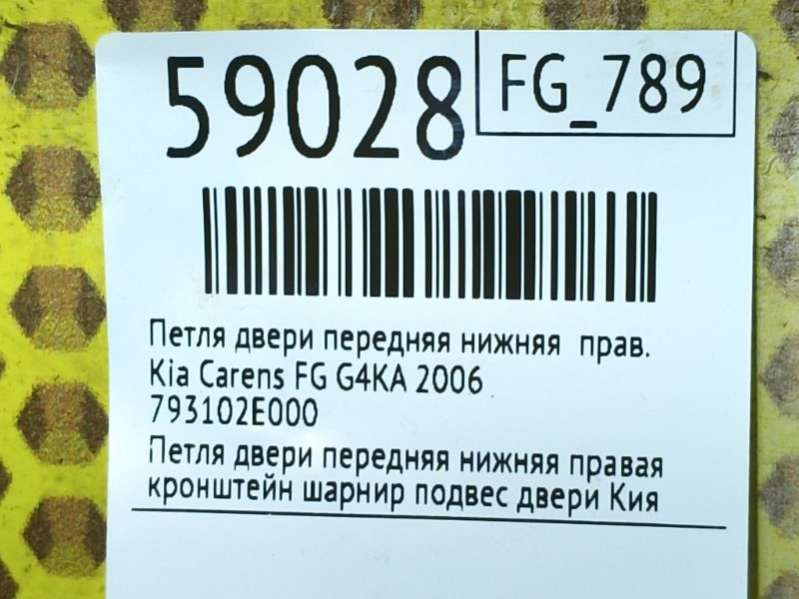 59028
FG_789
Петля двери передняя нижняя прав.
Kia Carens FG G4KA 2006
793102E000
Петля двери передняя нижняя правая
кронштейн шарнир подвес двери Кия